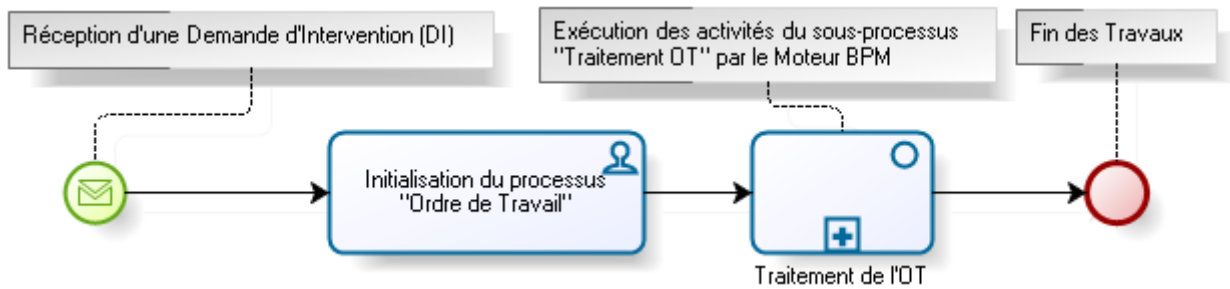 Réception d'une Demande d'Intervention (DI)
Exécution des activités du sous-processus
"Traitement OT" par le Moteur BPM
Fin des Travaux
Initialisation du processus
"Ordre de Travail"
Traitement de l'OT